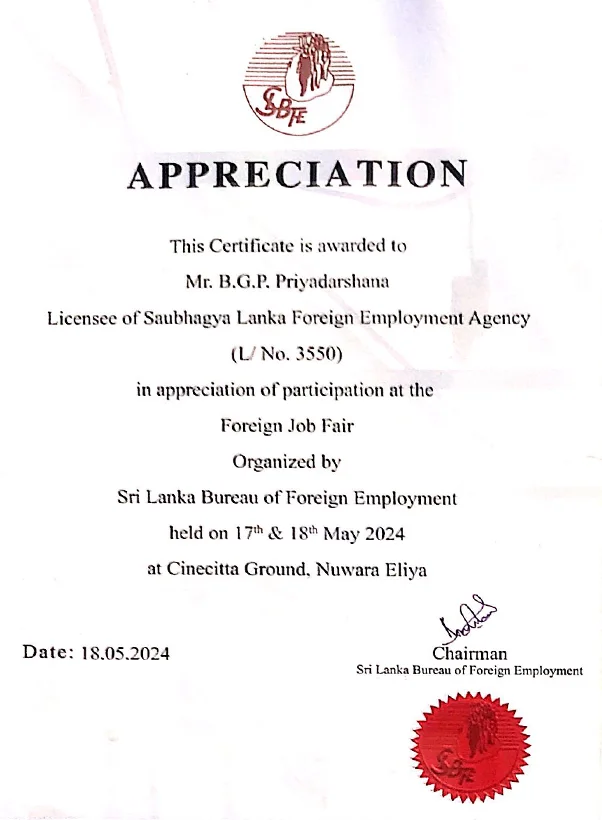 SLBFE
APPRECIATION
This Certificate is awarded to
Mr. B.G.P. Priyadarshana
Licensee of Saubhagya Lanka Foreign Employment Agency
(L/ No. 3550)
in appreciation of participation at the
Foreign Job Fair
Organized by
Sri Lanka Bureau of Foreign Employment
held on 17th & 18th May 2024
at Cinecitta Ground, Nuwara Eliya
Date: 18.05.2024
Chairman
Sri Lanka Bureau of Foreign Employment
SLBFE